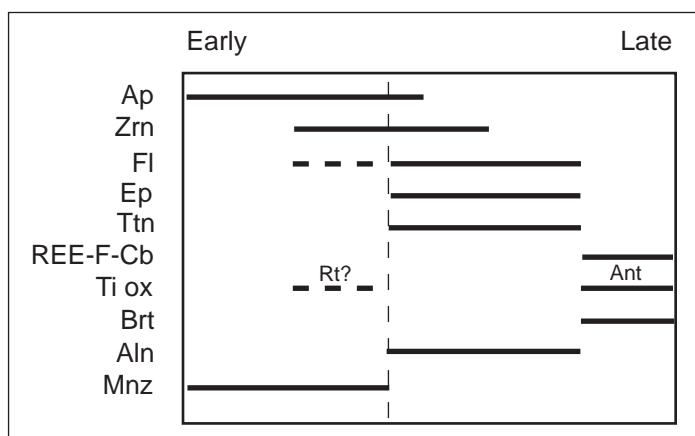 Early Late
Ap
Zrn
Fl
Ep
Ttn
REE-F-Cb
Rt? Ant
Ti ox
Brt
Aln
Mnz